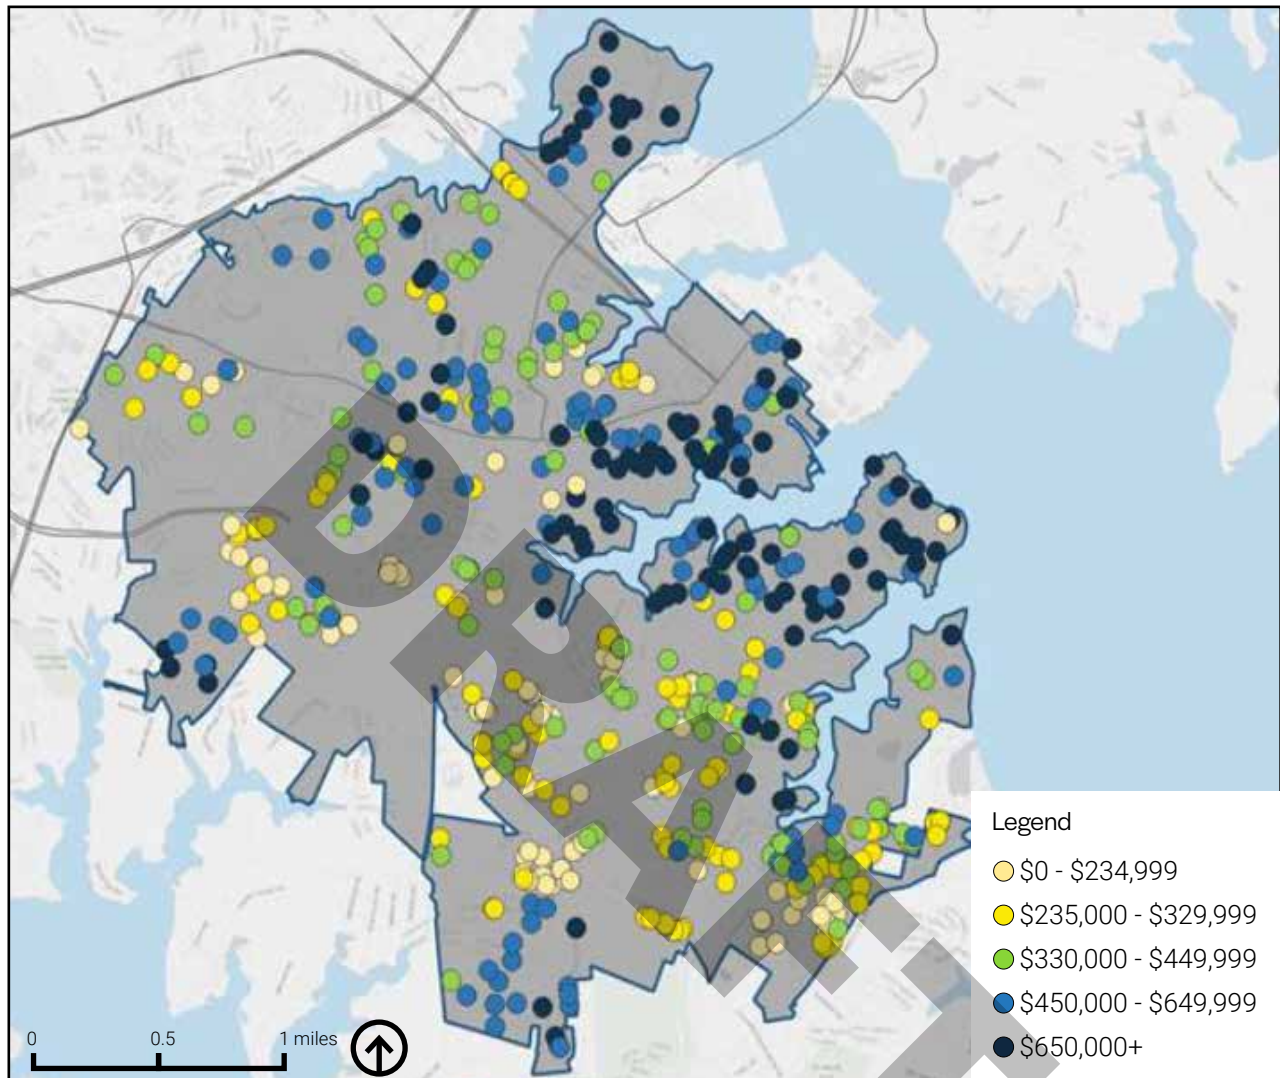 DRAFT
Legend
$0 - $234,999
$235,000 - $329,999
$330,000 - $449,999
$450,000 - $649,999
$650,000+
0 0.5 1 miles